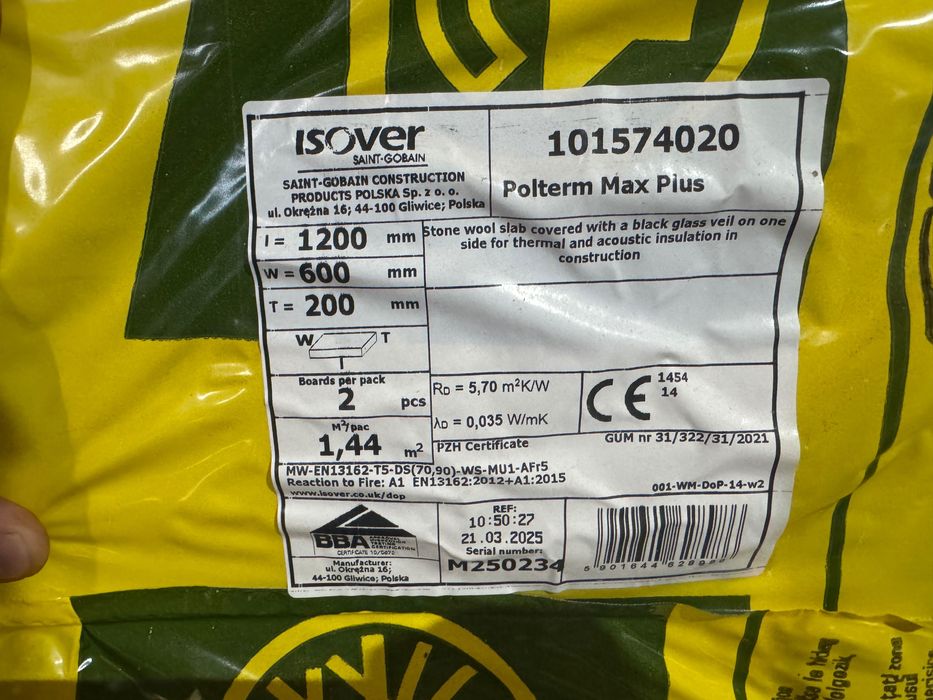 ISOVER
SAINT-GOBAIN
SAINT-GOBAIN CONSTRUCTION
PRODUCTS POLSKA Sp. z o. o.
ul. Okrężna 16; 44-100 Gliwice; Polska
101574020
Polterm Max Plus
l = 1200 mm
W = 600 mm
T = 200 mm
Stone wool slab covered with a black glass veil on one
side for thermal and acoustic insulation in
construction
W T
l
Boards per pack
2 pcs
M²/pac
1,44 m²
RD = 5,70 m²K/W
λD = 0,035 W/mK
CE 1454
14
PZH Certificate
GUM nr 31/322/31/2021
MW-EN13162-T5-DS(70,90)-WS-MU1-AFr5
Reaction to Fire: A1 EN13162:2012+A1:2015
www.isover.co.uk/dop
001-WM-DoP-14-w2
BBA
Manufacturer:
ul. Okrężna 16;
44-100 Gliwice; Polska
REF:
10:50:27
21.03.2025
Serial number:
M250234
5 901644